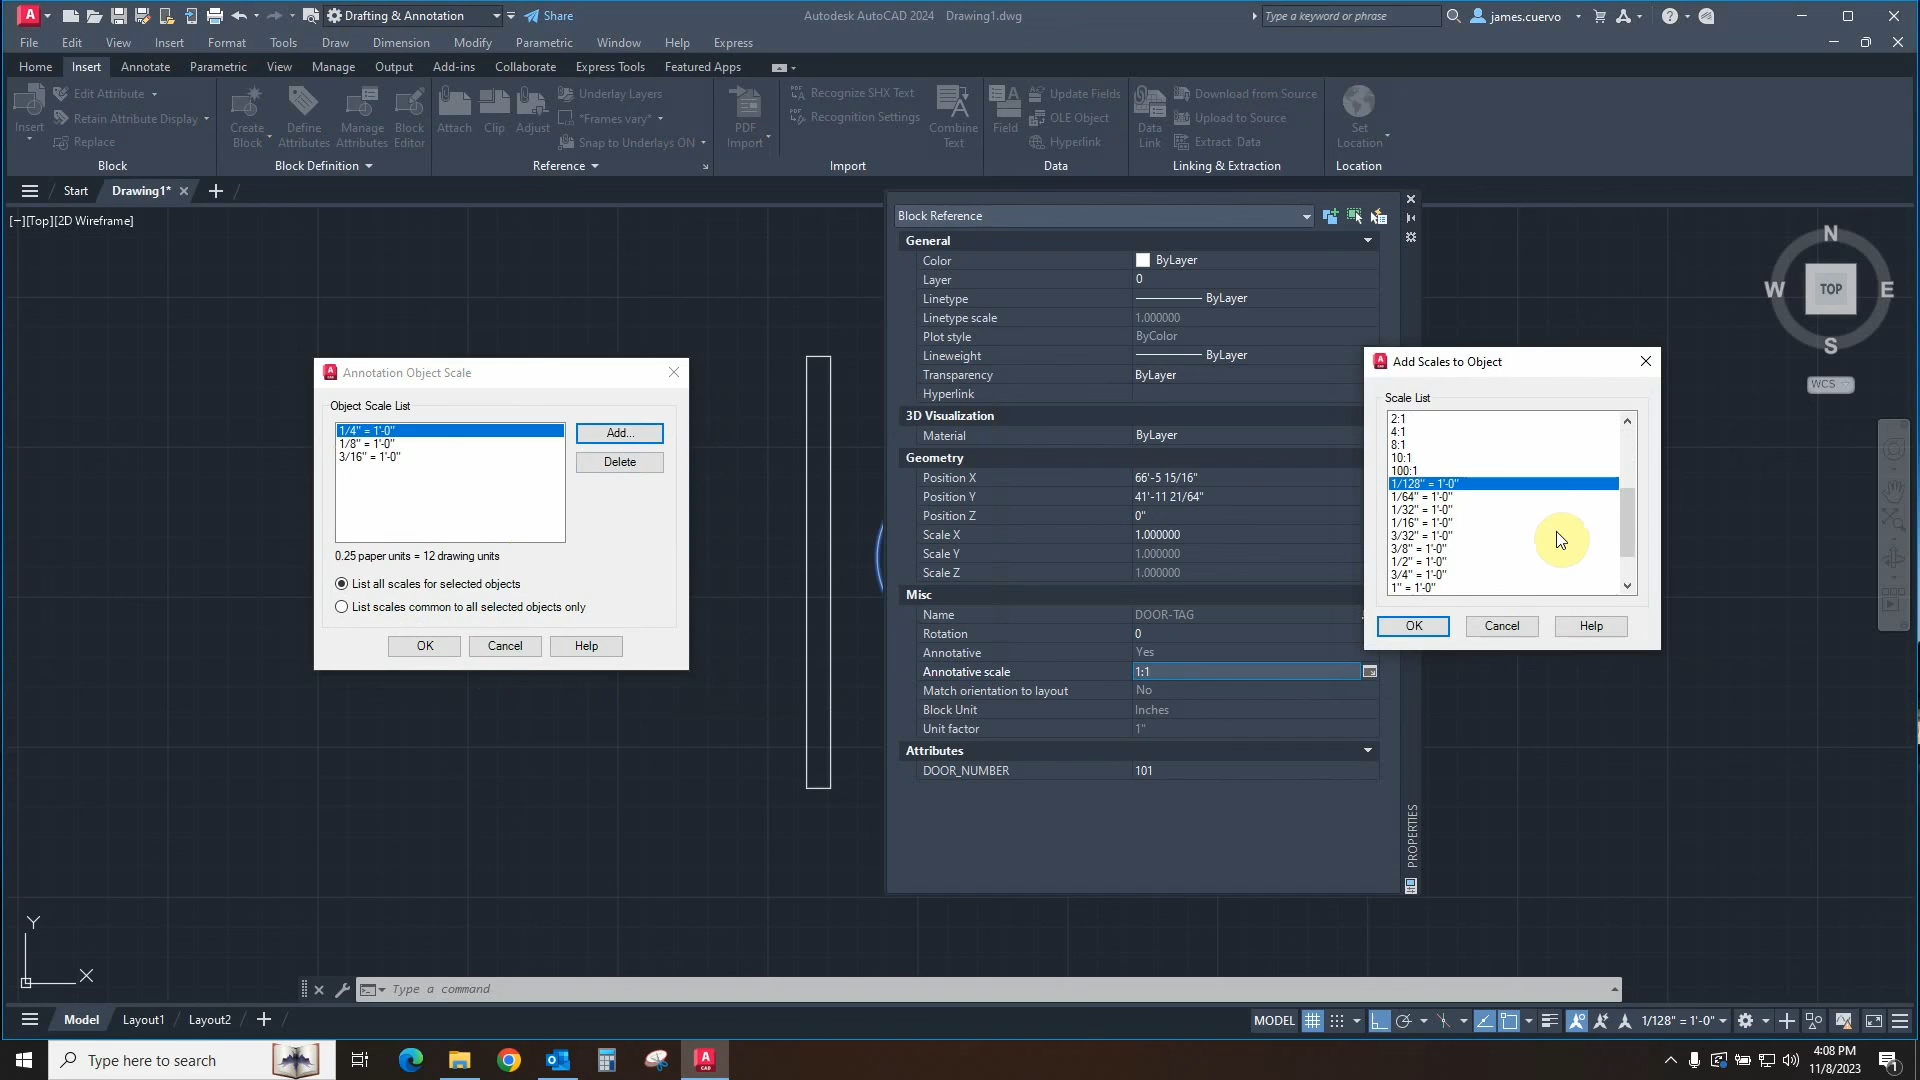 A Drafting & Annotation Share Autodesk AutoCAD 2024 Drawing1.dwg Type a keyword or phrase james.cuervo
File Edit View Insert Format Tools Draw Dimension Modify Parametric Window Help Express
Home Insert Annotate Parametric View Manage Output Add-ins Collaborate Express Tools Featured Apps
Insert
Edit Attribute
Retain Attribute Display
Replace
Block
Create Block
Define Attributes
Manage Attributes
Block Editor
Block Definition
Attach
Clip
Adjust
Underlay Layers
*Frames vary*
Snap to Underlays ON
Reference
PDF Import
Recognize SHX Text
Recognition Settings
Combine Text
Import
Field
Update Fields
OLE Object
Hyperlink
Data
Data Link
Download from Source
Upload to Source
Extract Data
Linking & Extraction
Set Location
Location
Start Drawing1*
[−][Top][2D Wireframe]
Annotation Object Scale
Object Scale List
1/4" = 1'-0"
1/8" = 1'-0"
3/16" = 1'-0"
Add...
Delete
0.25 paper units = 12 drawing units
List all scales for selected objects
List scales common to all selected objects only
OK Cancel Help
Block Reference
General
Color ByLayer
Layer 0
Linetype ByLayer
Linetype scale 1.000000
Plot style ByColor
Lineweight ByLayer
Transparency ByLayer
Hyperlink
3D Visualization
Material ByLayer
Geometry
Position X 66'-5 15/16"
Position Y 41'-11 21/64"
Position Z 0"
Scale X 1.000000
Scale Y 1.000000
Scale Z 1.000000
Misc
Name DOOR-TAG
Rotation 0
Annotative Yes
Annotative scale 1:1
Match orientation to layout No
Block Unit Inches
Unit factor 1"
Attributes
DOOR_NUMBER 101
PROPERTIES
Add Scales to Object
Scale List
2:1
4:1
8:1
10:1
100:1
1/128" = 1'-0"
1/64" = 1'-0"
1/32" = 1'-0"
1/16" = 1'-0"
3/32" = 1'-0"
3/8" = 1'-0"
1/2" = 1'-0"
3/4" = 1'-0"
1" = 1'-0"
OK Cancel Help
N
W TOP E
S
WCS
Y
X
Type a command
Model Layout1 Layout2 MODEL 1/128" = 1'-0"
Type here to search
4:08 PM
11/8/2023
1